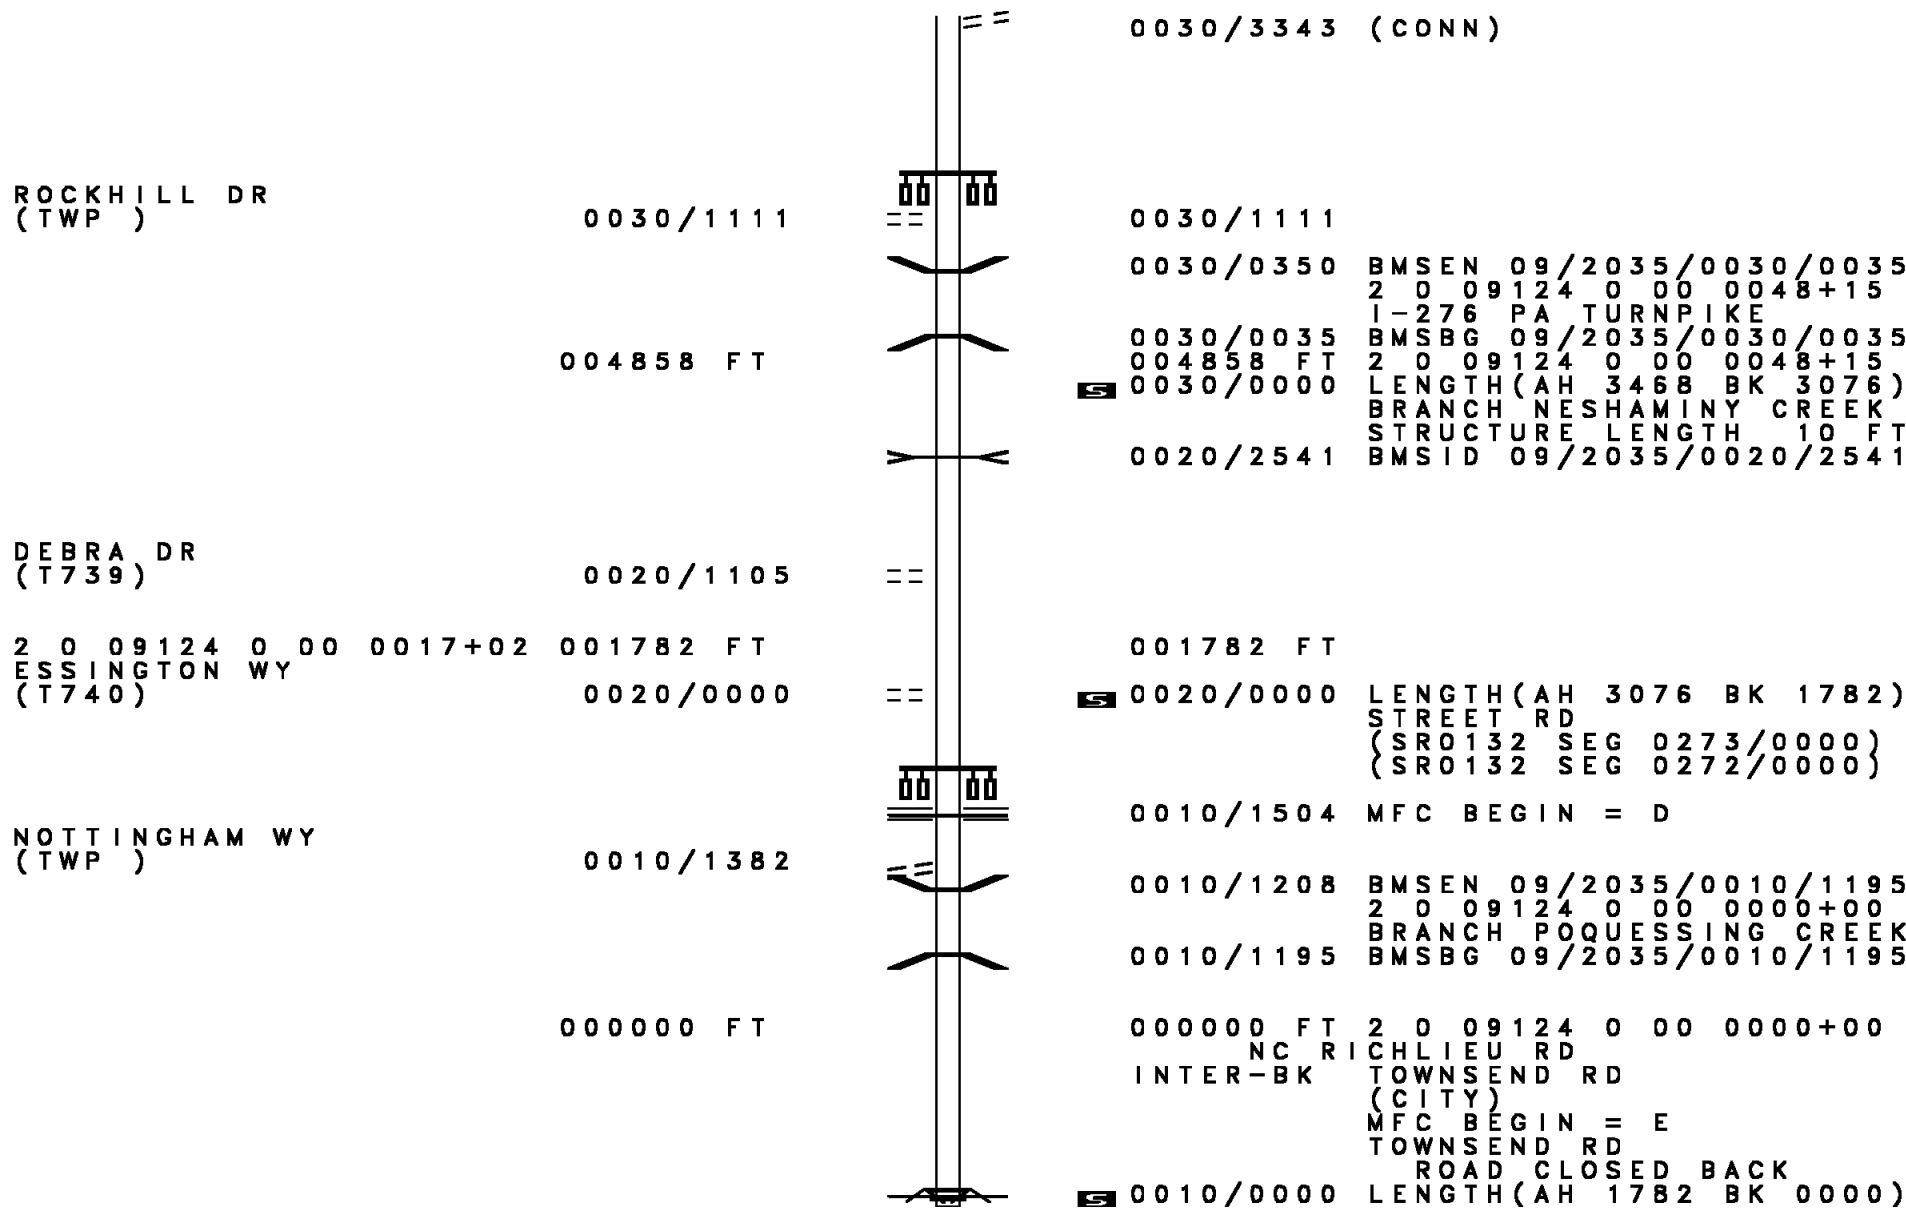 0030/3343 (CONN)
ROCKHILL DR
(TWP ) 0030/1111 0030/1111
0030/0350 BMSEN 09/2035/0030/0035
2 0 09124 0 00 0048+15
I-276 PA TURNPIKE
0030/0035 BMSBG 09/2035/0030/0035
004858 FT 004858 FT 2 0 09124 0 00 0048+15
S 0030/0000 LENGTH(AH 3468 BK 3076)
BRANCH NESHAMINY CREEK
STRUCTURE LENGTH 10 FT
0020/2541 BMSID 09/2035/0020/2541
DEBRA DR
(T739) 0020/1105
2 0 09124 0 00 0017+02 001782 FT 001782 FT
ESSINGTON WY
(T740) 0020/0000 S 0020/0000 LENGTH(AH 3076 BK 1782)
STREET RD
(SR0132 SEG 0273/0000)
(SR0132 SEG 0272/0000)
0010/1504 MFC BEGIN = D
NOTTINGHAM WY
(TWP ) 0010/1382
0010/1208 BMSEN 09/2035/0010/1195
2 0 09124 0 00 0000+00
BRANCH POQUESSING CREEK
0010/1195 BMSBG 09/2035/0010/1195
000000 FT 000000 FT 2 0 09124 0 00 0000+00
NC RICHLIEU RD
INTER-BK TOWNSEND RD
(CITY)
MFC BEGIN = E
TOWNSEND RD
ROAD CLOSED BACK
S 0010/0000 LENGTH(AH 1782 BK 0000)